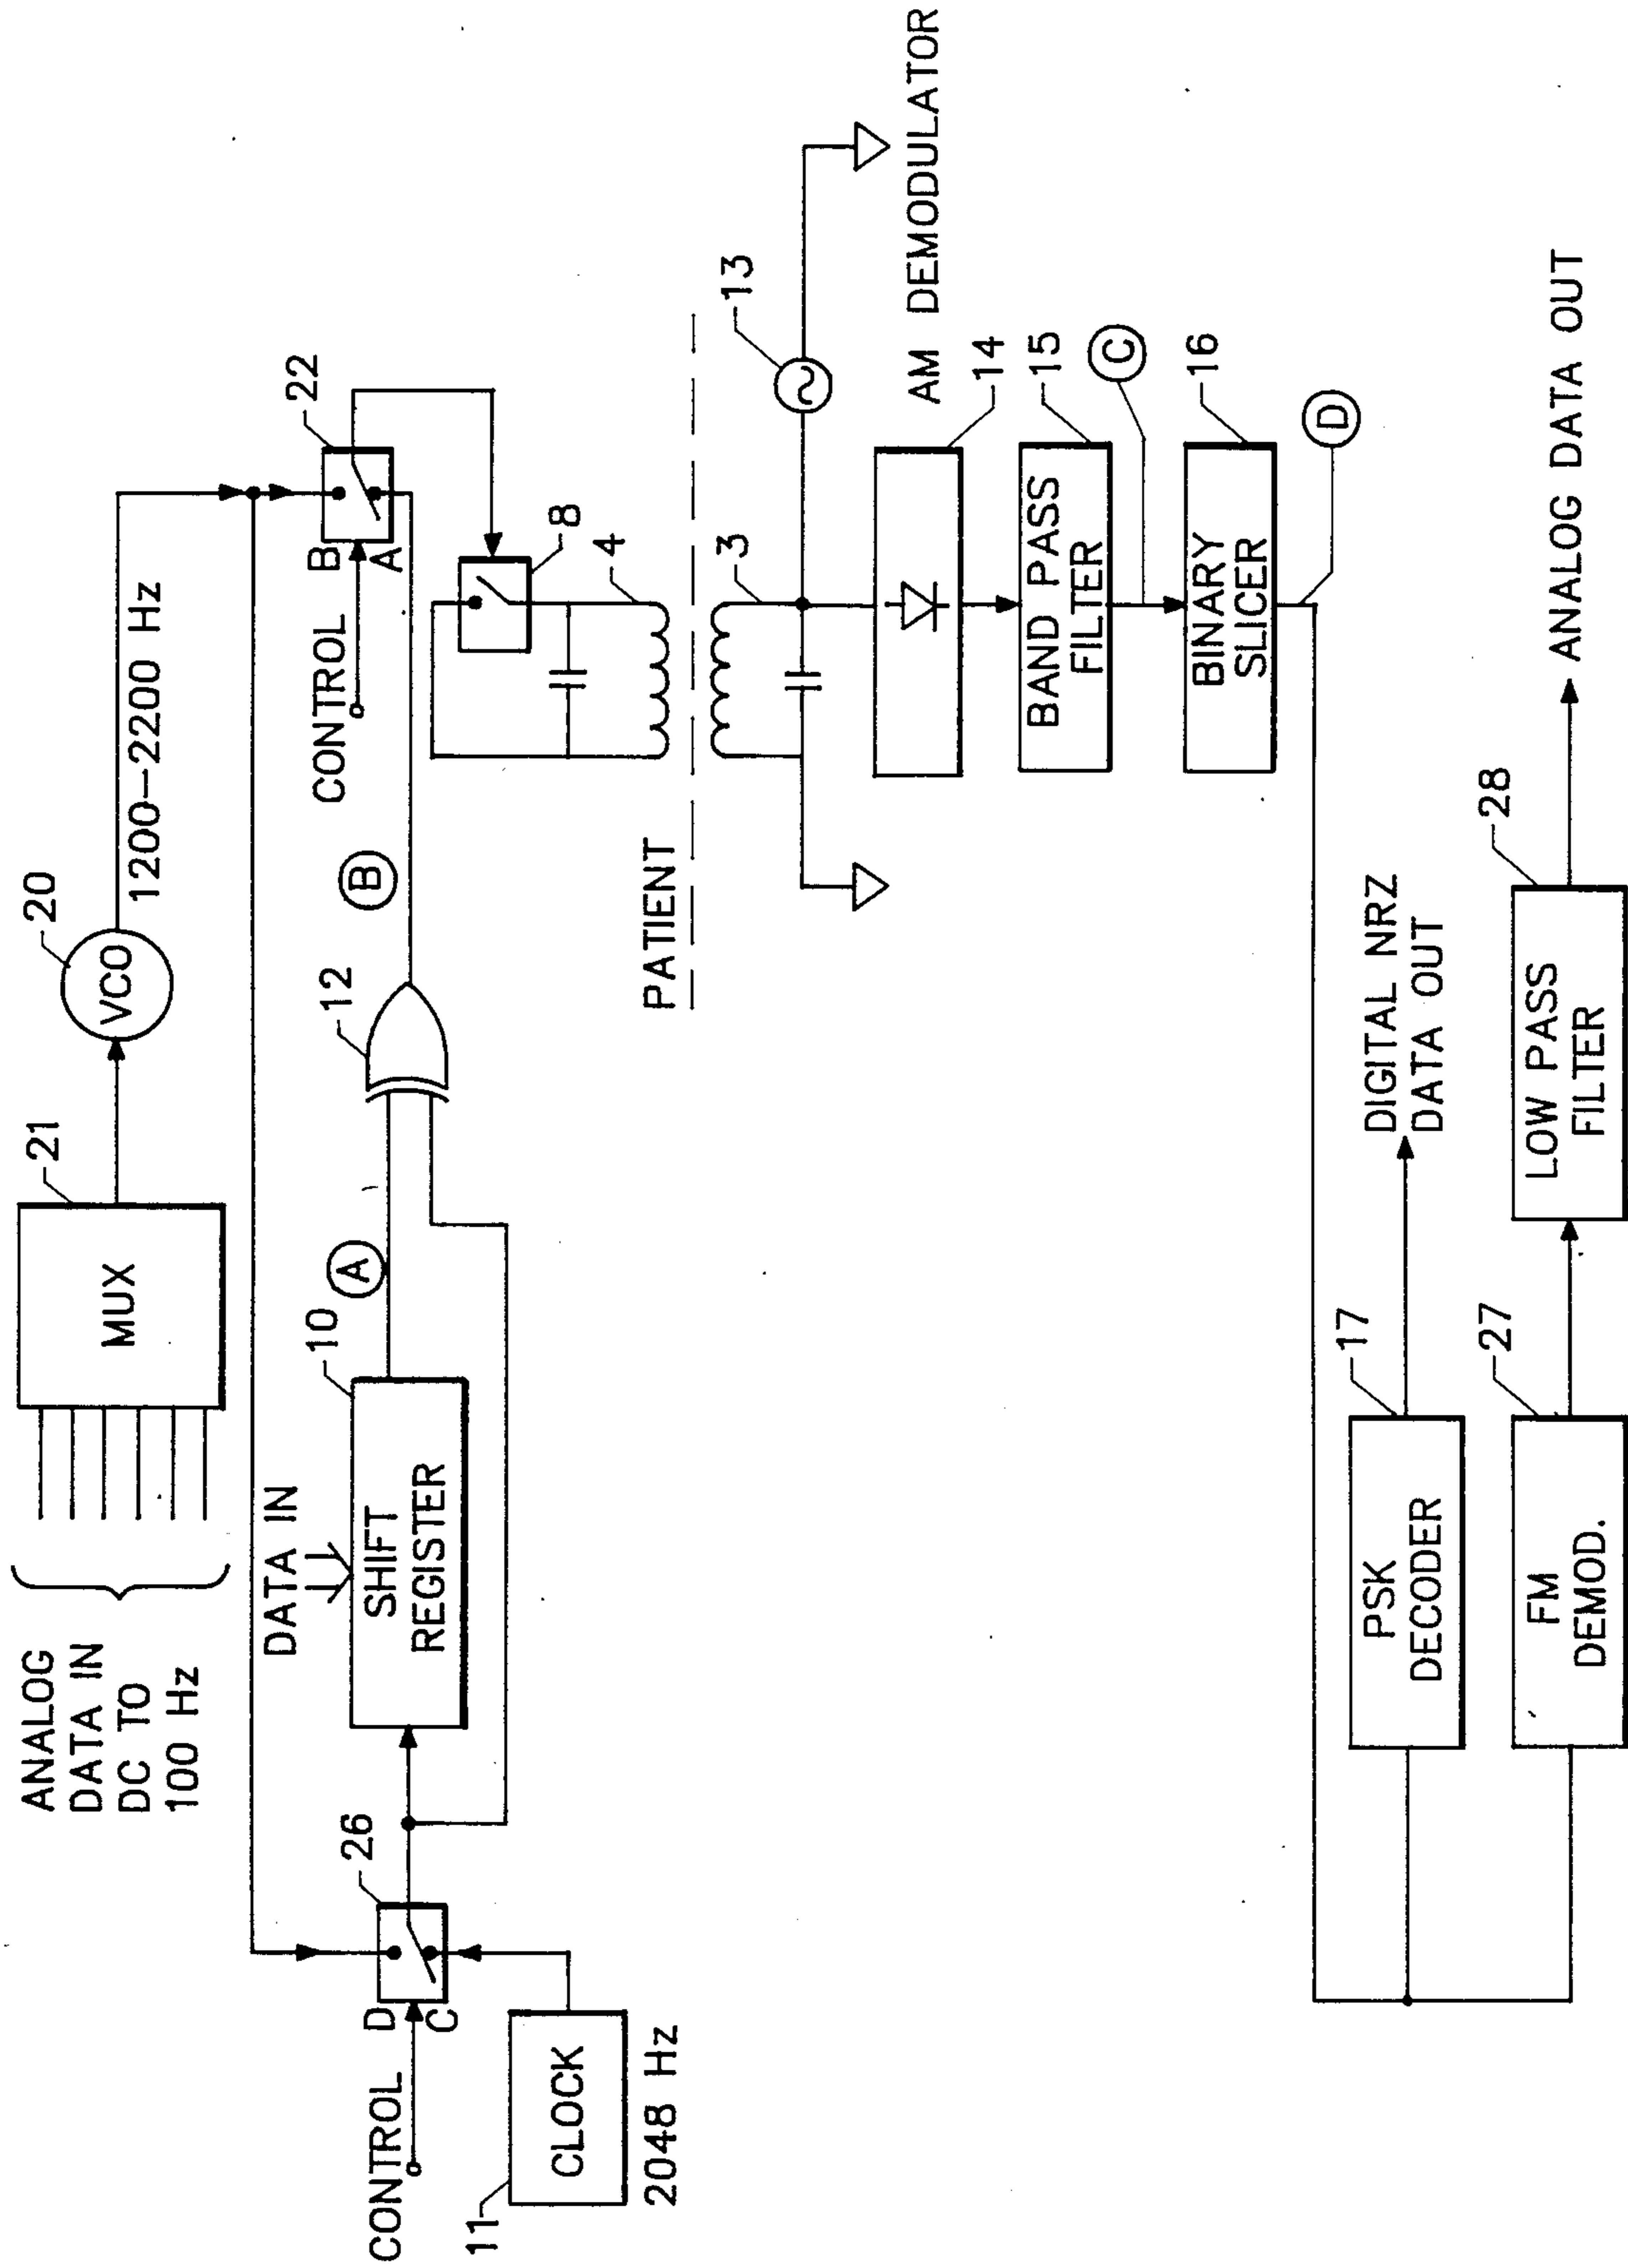 ANALOG
DATA IN
DC TO
100 Hz
MUX
21
VCO
20
1200–2200 Hz
DATA IN
CONTROL
D
C
26
SHIFT
REGISTER
10
A
12
B
CONTROL
B
A
22
11
CLOCK
2048 Hz
8
4
PATIENT
3
13
AM DEMODULATOR
14
BAND PASS
FILTER
15
C
BINARY
SLICER
16
D
PSK
DECODER
17
DIGITAL NRZ
DATA OUT
FM
DEMOD.
27
LOW PASS
FILTER
28
ANALOG DATA OUT